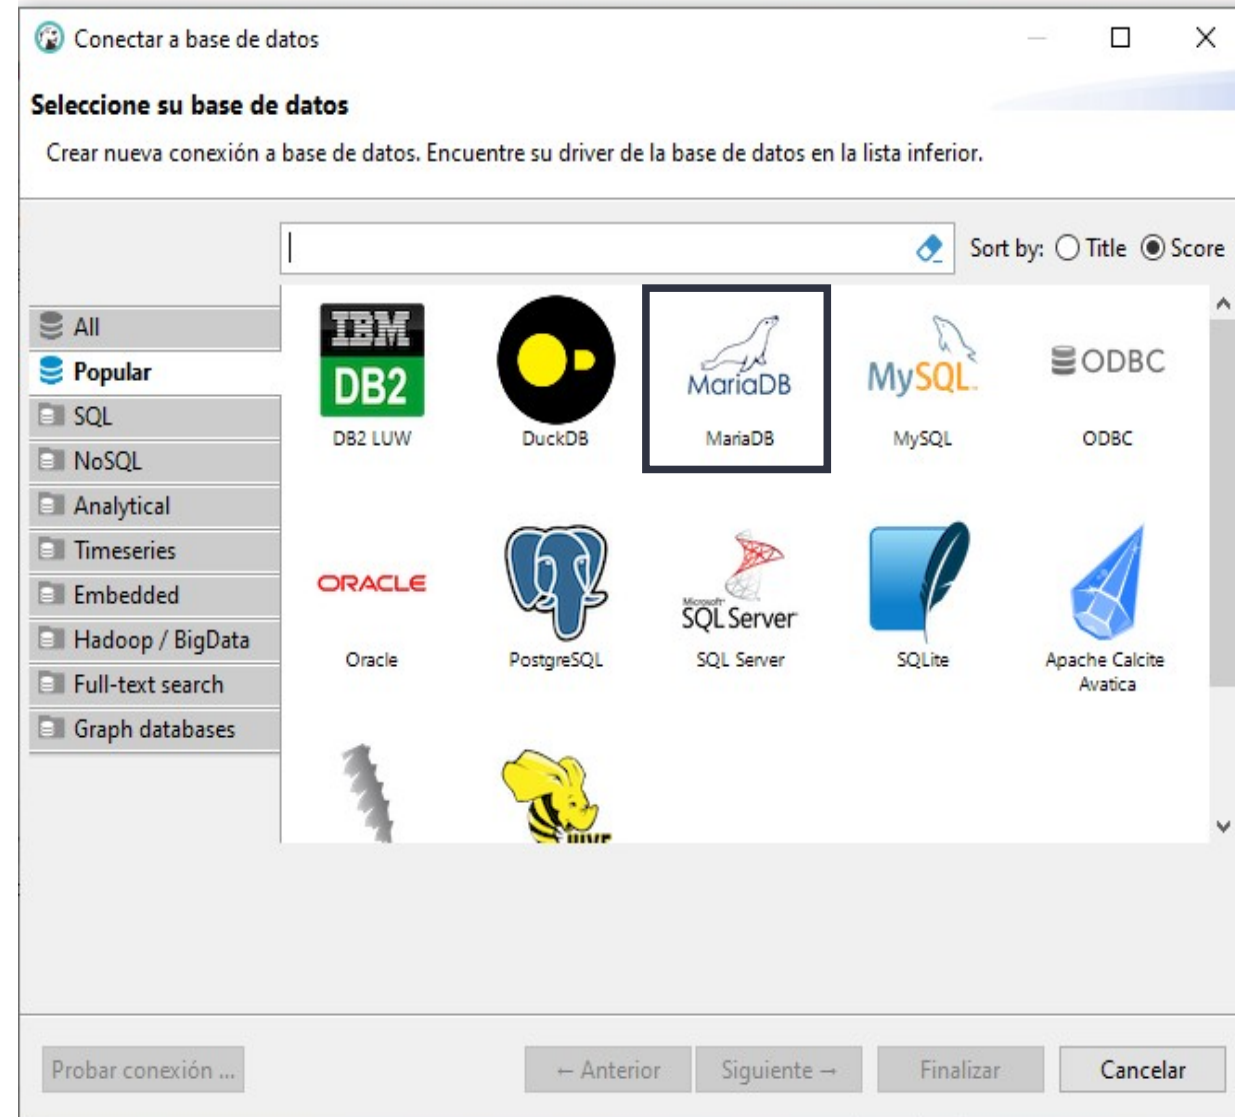 Conectar a base de datos
Seleccione su base de datos
Crear nueva conexión a base de datos. Encuentre su driver de la base de datos en la lista inferior.
Sort by: Title Score
All
Popular
SQL
NoSQL
Analytical
Timeseries
Embedded
Hadoop / BigData
Full-text search
Graph databases
IBM
DB2
MariaDB
MySQL
ODBC
DB2 LUW
DuckDB
MariaDB
MySQL
ODBC
ORACLE
Microsoft
SQL Server
Oracle
PostgreSQL
SQL Server
SQLite
Apache Calcite
Avatica
HIVE
Probar conexión ...
← Anterior
Siguiente →
Finalizar
Cancelar